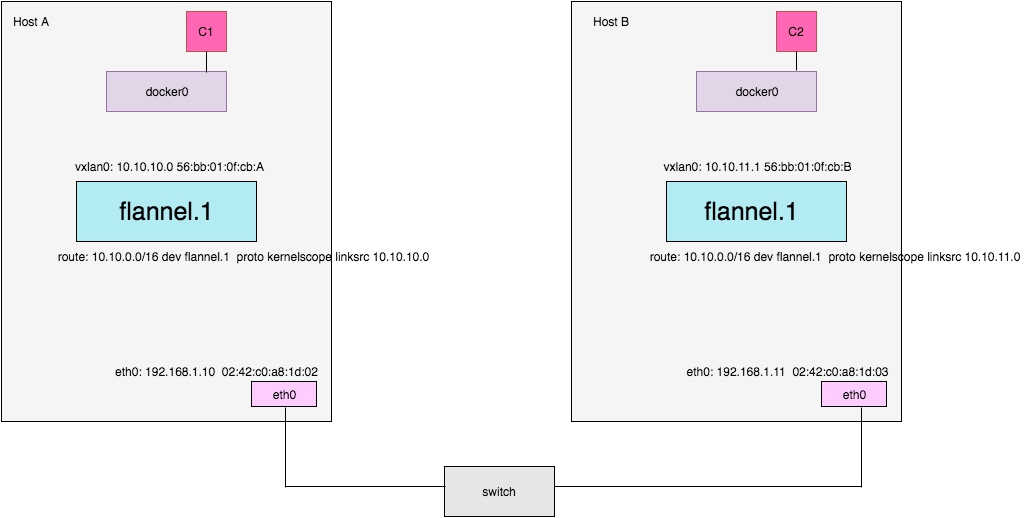 Host A
C1
docker0
vxlan0: 10.10.10.0 56:bb:01:0f:cb:A
flannel.1
route: 10.10.0.0/16 dev flannel.1  proto kernelscope linksrc 10.10.10.0
eth0: 192.168.1.10  02:42:c0:a8:1d:02
eth0
Host B
C2
docker0
vxlan0: 10.10.11.1 56:bb:01:0f:cb:B
flannel.1
route: 10.10.0.0/16 dev flannel.1  proto kernelscope linksrc 10.10.11.0
eth0: 192.168.1.11  02:42:c0:a8:1d:03
eth0
switch